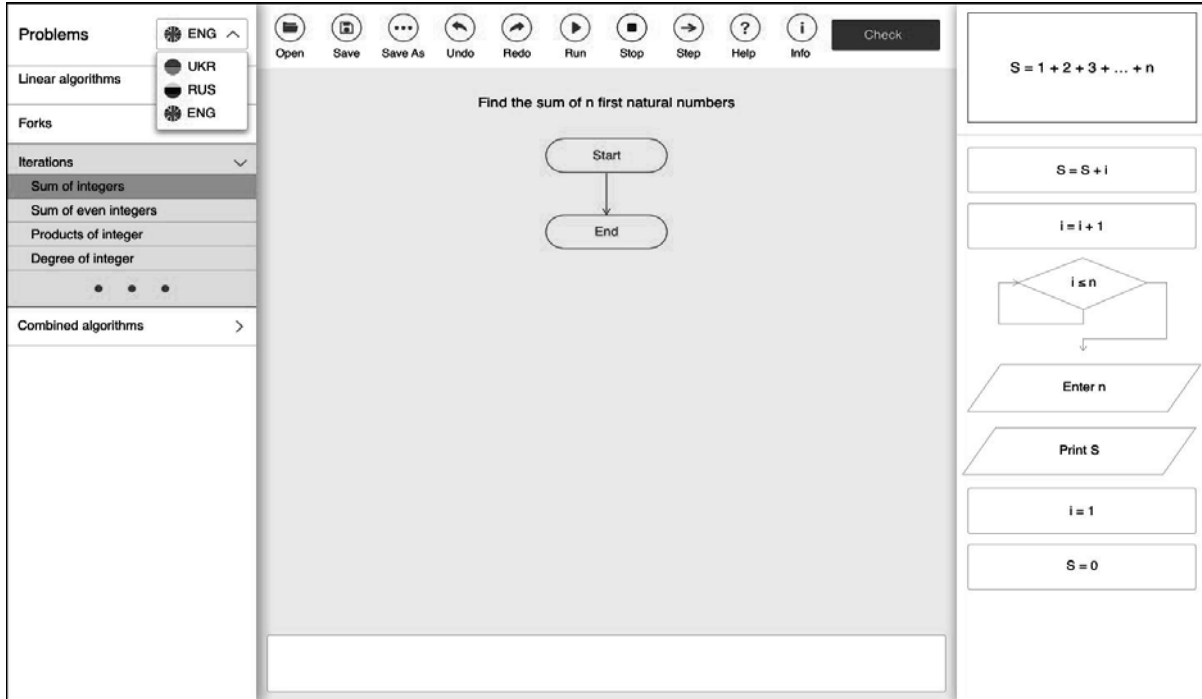 Problems
ENG
UKR
RUS
ENG
Linear algorithms
Forks
Iterations
Sum of integers
Sum of even integers
Products of integer
Degree of integer
Combined algorithms
Open
Save
Save As
Undo
Redo
Run
Stop
Step
Help
Info
Check
Find the sum of n first natural numbers
Start
End
S = 1 + 2 + 3 + ... + n
S = S + i
i = i + 1
i ≤ n
Enter n
Print S
i = 1
S = 0